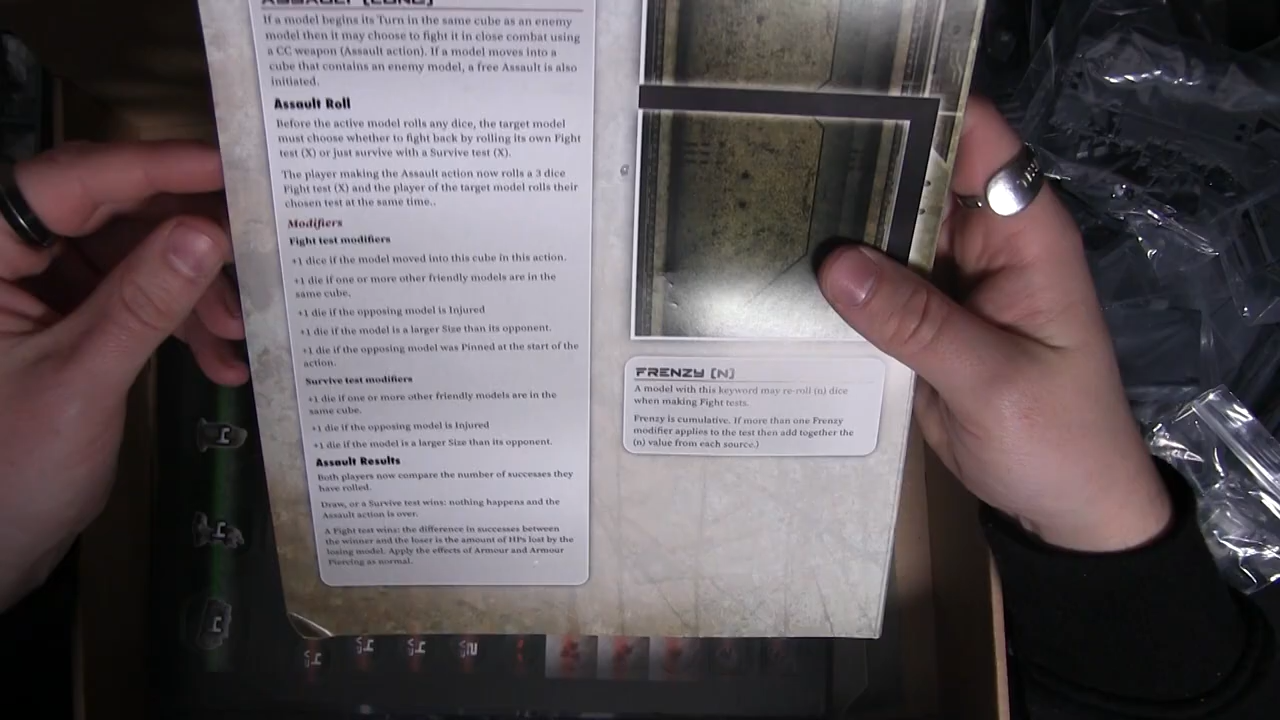 ASSAULT (LONG)
If a model begins its Turn in the same cube as an enemy
model then it may choose to fight it in close combat using
a CC weapon (Assault action). If a model moves into a
cube that contains an enemy model, a free Assault is also
initiated.
Assault Roll
Before the active model rolls any dice, the target model
must choose whether to fight back by rolling its own Fight
test (X) or just survive with a Survive test (X).
The player making the Assault action now rolls a 3 dice
Fight test (X) and the player of the target model rolls their
chosen test at the same time..
Modifiers
Fight test modifiers
+1 dice if the model moved into this cube in this action.
+1 die if one or more other friendly models are in the
same cube.
+1 die if the opposing model is Injured
+1 die if the model is a larger Size than its opponent.
+1 die if the opposing model was Pinned at the start of the
action.
Survive test modifiers
+1 die if one or more other friendly models are in the
same cube.
+1 die if the opposing model is Injured
+1 die if the model is a larger Size than its opponent.
Assault Results
Both players now compare the number of successes they
have rolled.
Draw, or a Survive test wins: nothing happens and the
Assault action is over.
A Fight test wins: the difference in successes between
the winner and the loser is the amount of HPs lost by the
losing model. Apply the effects of Armour and Armour
Piercing as normal.
FRENZY (N)
A model with this keyword may re-roll (n) dice
when making Fight tests.
Frenzy is cumulative. If more than one Frenzy
modifier applies to the test then add together the
(n) value from each source.)